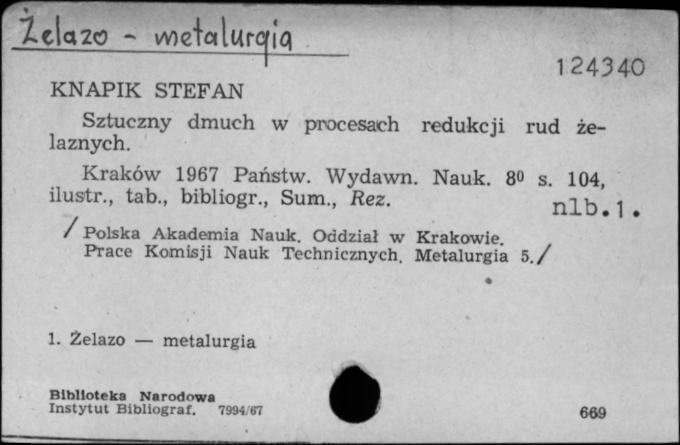 Żelazo - metalurgia
124340
KNAPIK STEFAN
Sztuczny dmuch w procesach redukcji rud że-
laznych.
Kraków 1967 Państw. Wydawn. Nauk. 8⁰ s. 104,
ilustr., tab., bibliogr., Sum., Rez.
nlb.1.
/ Polska Akademia Nauk. Oddział w Krakowie.
Prace Komisji Nauk Technicznych. Metalurgia 5./
1. Żelazo — metalurgia
Biblioteka Narodowa
Instytut Bibliograf. 7994/67
669